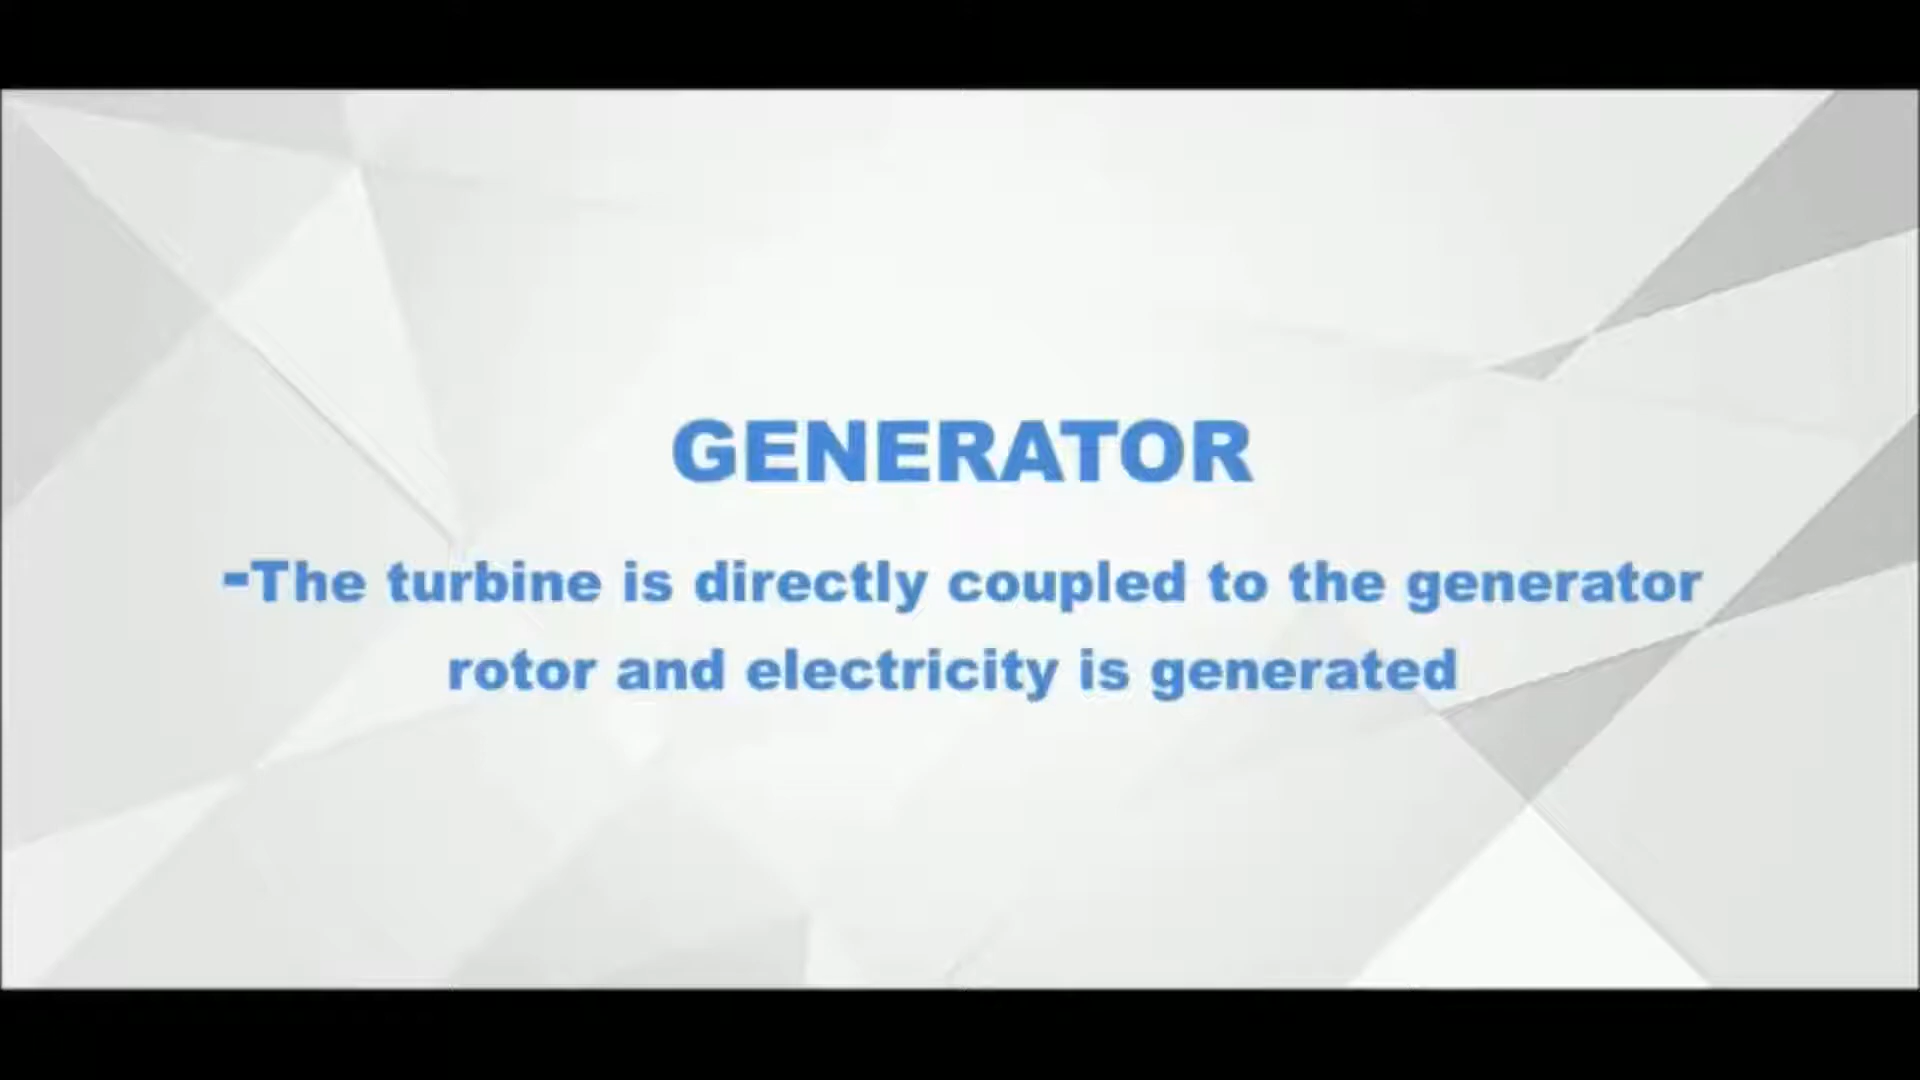 GENERATOR
-The turbine is directly coupled to the generator
rotor and electricity is generated